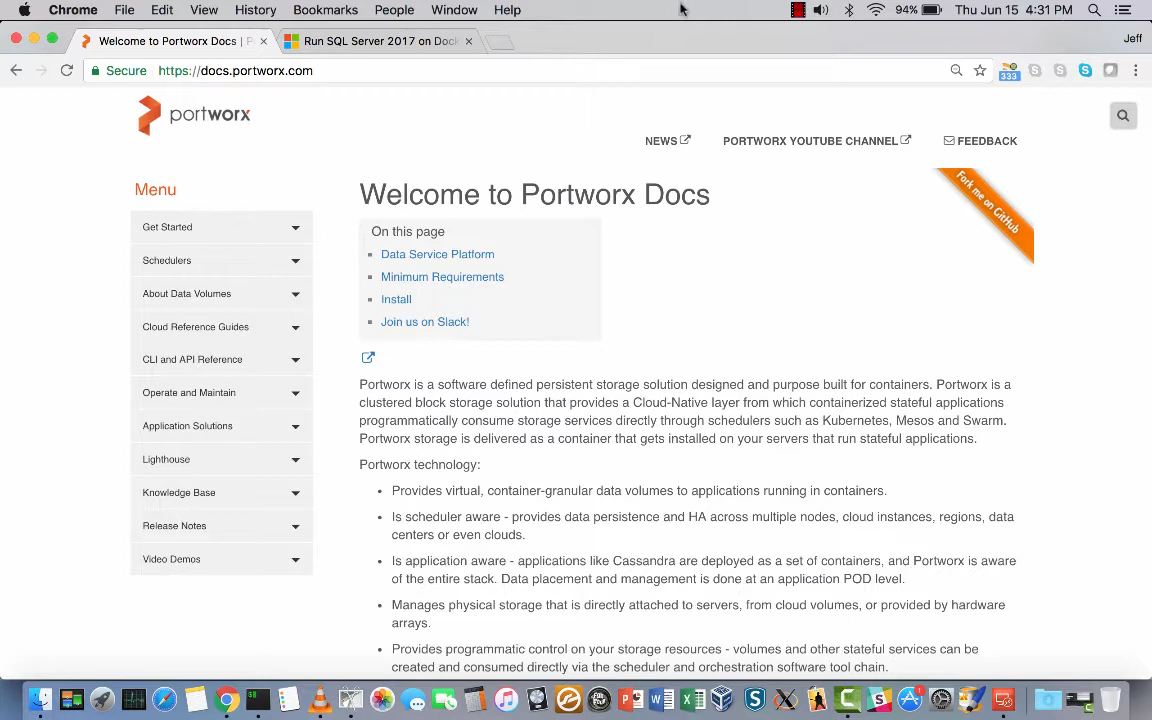 Chrome File Edit View History Bookmarks People Window Help 94% Thu Jun 15 4:31 PM
Welcome to Portworx Docs | P Run SQL Server 2017 on Dock Jeff
Secure https://docs.portworx.com 333
portworx
NEWS PORTWORX YOUTUBE CHANNEL FEEDBACK
Menu
Get Started
Schedulers
About Data Volumes
Cloud Reference Guides
CLI and API Reference
Operate and Maintain
Application Solutions
Lighthouse
Knowledge Base
Release Notes
Video Demos
Welcome to Portworx Docs
Fork me on GitHub
On this page
Data Service Platform
Minimum Requirements
Install
Join us on Slack!
Portworx is a software defined persistent storage solution designed and purpose built for containers. Portworx is a
clustered block storage solution that provides a Cloud-Native layer from which containerized stateful applications
programmatically consume storage services directly through schedulers such as Kubernetes, Mesos and Swarm.
Portworx storage is delivered as a container that gets installed on your servers that run stateful applications.
Portworx technology:
Provides virtual, container-granular data volumes to applications running in containers.
Is scheduler aware - provides data persistence and HA across multiple nodes, cloud instances, regions, data
centers or even clouds.
Is application aware - applications like Cassandra are deployed as a set of containers, and Portworx is aware
of the entire stack. Data placement and management is done at an application POD level.
Manages physical storage that is directly attached to servers, from cloud volumes, or provided by hardware
arrays.
Provides programmatic control on your storage resources - volumes and other stateful services can be
created and consumed directly via the scheduler and orchestration software tool chain.